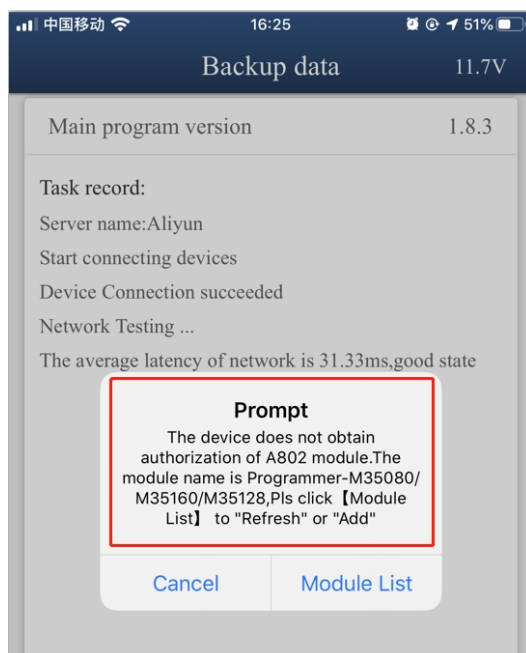 中国移动 16:25 51%
Backup data 11.7V
Main program version 1.8.3
Task record:
Server name:Aliyun
Start connecting devices
Device Connection succeeded
Network Testing ...
The average latency of network is 31.33ms,good state
Prompt
The device does not obtain
authorization of A802 module.The
module name is Programmer-M35080/
M35160/M35128,Pls click【Module
List】 to "Refresh" or "Add"
Cancel Module List